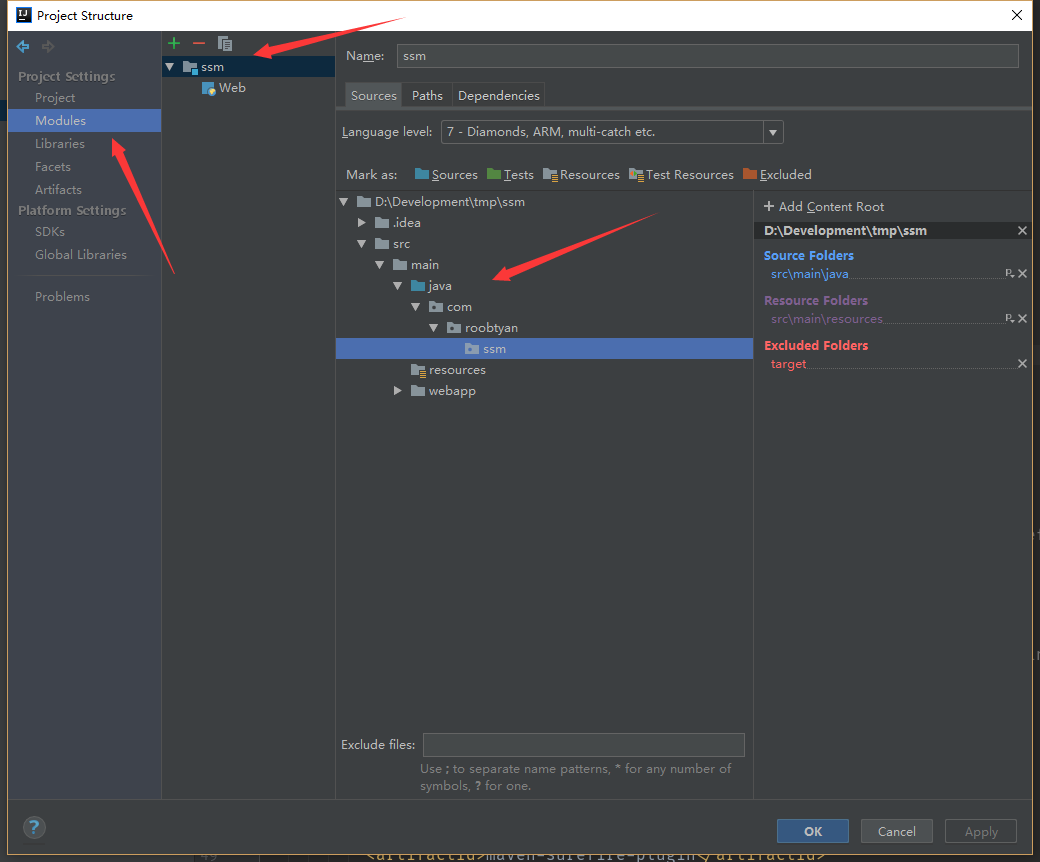 Project Structure
Project Settings
Project
Modules
Libraries
Facets
Artifacts
Platform Settings
SDKs
Global Libraries
Problems
ssm
Web
Name: ssm
Sources Paths Dependencies
Language level: 7 - Diamonds, ARM, multi-catch etc.
Mark as: Sources Tests Resources Test Resources Excluded
D:\Development\tmp\ssm
.idea
src
main
java
com
roobtyan
ssm
resources
webapp
+ Add Content Root
D:\Development\tmp\ssm
Source Folders
src\main\java
Resource Folders
src\main\resources
Excluded Folders
target
Exclude files:
Use ; to separate name patterns, * for any number of
symbols, ? for one.
?
OK Cancel Apply
<artifactId>maven-surefire-plugin</artifactId>